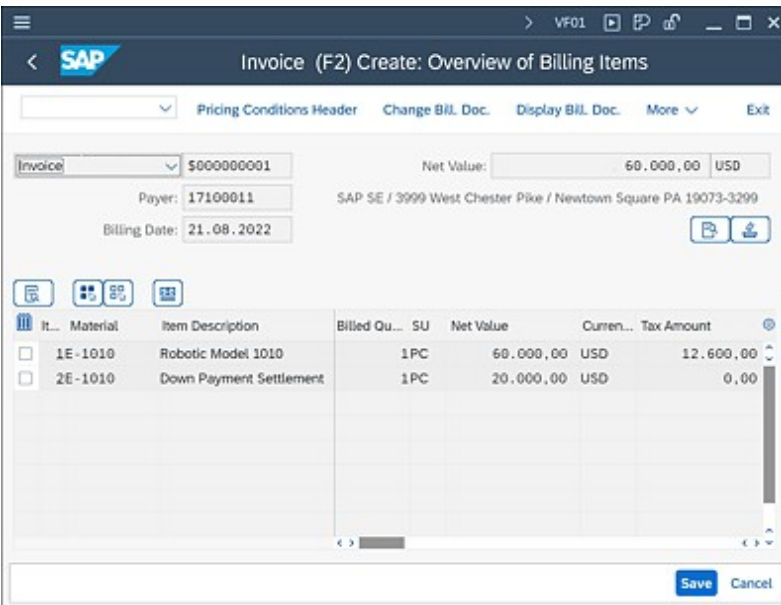 VF01
SAP
Invoice (F2) Create: Overview of Billing Items
Pricing Conditions Header Change Bill. Doc. Display Bill. Doc. More Exit
Invoice $000000001 Net Value: 60.000,00 USD
Payer: 17100011 SAP SE / 3999 West Chester Pike / Newtown Square PA 19073-3299
Billing Date: 21.08.2022
It... Material Item Description Billed Qu... SU Net Value Curren... Tax Amount
1E-1010 Robotic Model 1010 1PC 60.000,00 USD 12.600,00
2E-1010 Down Payment Settlement 1PC 20.000,00 USD 0,00
Save Cancel